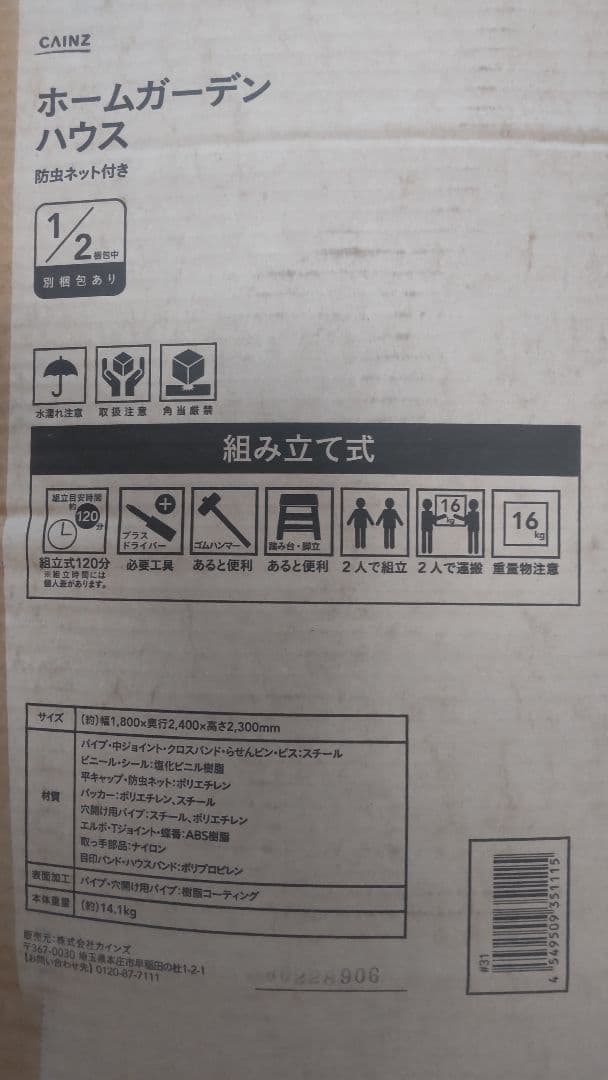 CAINZ
ホームガーデン
ハウス
防虫ネット付き
1/2 梱包中
別梱包あり
水濡れ注意 取扱注意 角当厳禁
組み立て式
組立目安時間
約
120
分
プラス
ドライバー
ゴムハンマー
踏み台・脚立
16
kg
16
kg
組立式120分 必要工具 あると便利 あると便利 2人で組立 2人で運搬 重量物注意
※組立時間には
個人差があります。
サイズ (約)幅1,800×奥行2,400×高さ2,300mm
材質
パイプ・中ジョイント・クロスバンド・らせんピン・ビス:スチール
ビニール・シール:塩化ビニル樹脂
平キャップ・防虫ネット:ポリエチレン
パッカー:ポリエチレン、スチール
穴開け用パイプ:スチール、ポリエチレン
エルボ・Tジョイント・蝶番:ABS樹脂
取っ手部品:ナイロン
目印バンド・ハウスバンド:ポリプロピレン
表面加工 パイプ・穴開け用パイプ:樹脂コーティング
本体重量 (約)14.1kg
販売元:株式会社カインズ
〒367-0030 埼玉県本庄市早稲田の杜1-2-1
【お問い合わせ先】0120-87-7111
906
#31
4 549509 351115